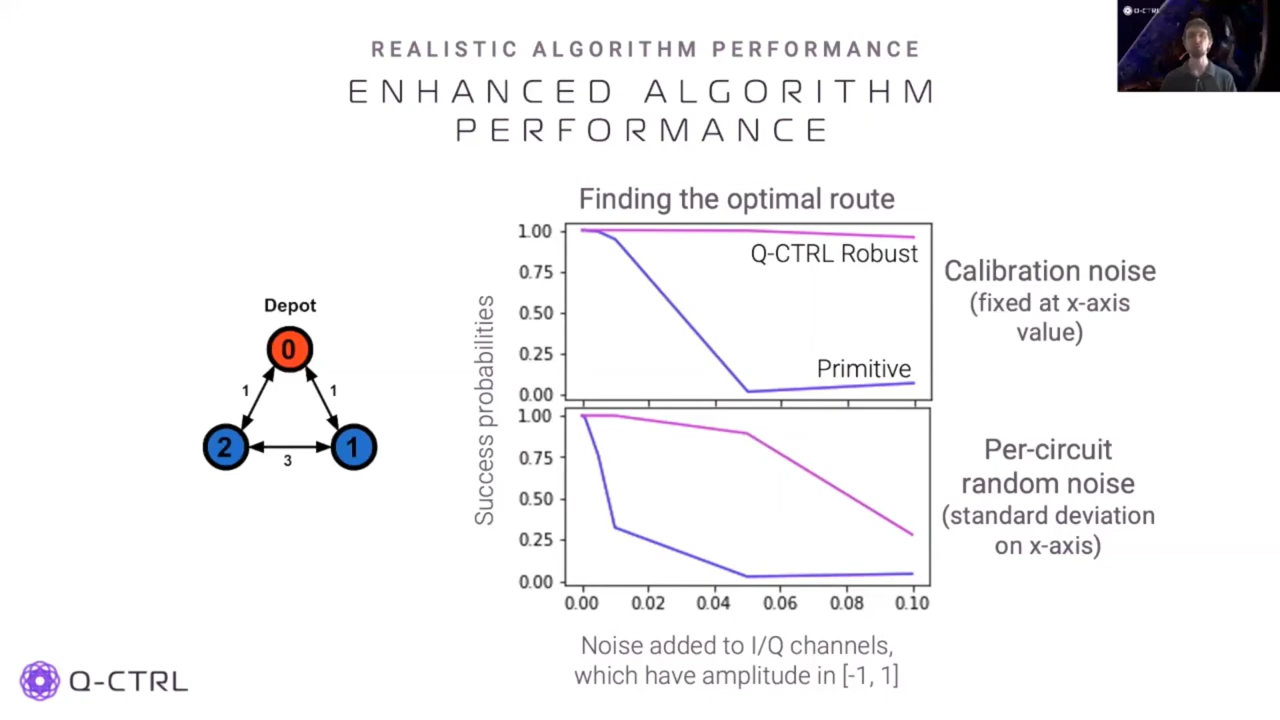 Q-CTRL
REALISTIC ALGORITHM PERFORMANCE
ENHANCED ALGORITHM
PERFORMANCE
Depot
0
1
1
2
1
3
Finding the optimal route
Success probabilities
1.00
0.75
0.50
0.25
0.00
Q-CTRL Robust
Primitive
Calibration noise
(fixed at x-axis
value)
1.00
0.75
0.50
0.25
0.00
Per-circuit
random noise
(standard deviation
on x-axis)
0.00 0.02 0.04 0.06 0.08 0.10
Noise added to I/Q channels,
which have amplitude in [-1, 1]
Q-CTRL